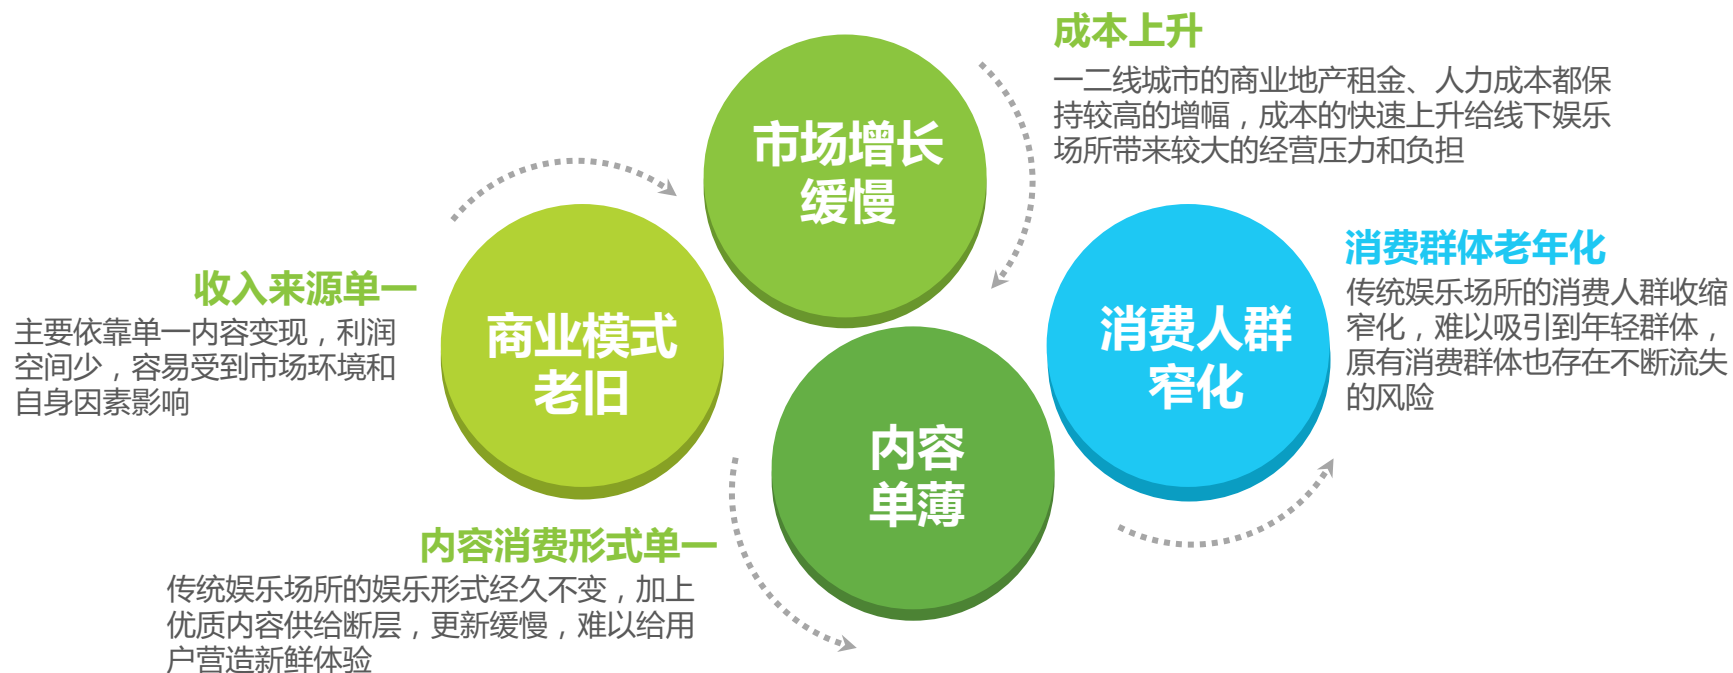 成本上升
一二线城市的商业地产租金、人力成本都保
持较高的增幅，成本的快速上升给线下娱乐
场所带来较大的经营压力和负担
市场增长
缓慢
收入来源单一
主要依靠单一内容变现，利润
空间少，容易受到市场环境和
自身因素影响
商业模式
老旧
消费人群
窄化
消费群体老年化
传统娱乐场所的消费人群收缩
窄化，难以吸引到年轻群体，
原有消费群体也存在不断流失
的风险
内容
单薄
内容消费形式单一
传统娱乐场所的娱乐形式经久不变，加上
优质内容供给断层，更新缓慢，难以给用
户营造新鲜体验